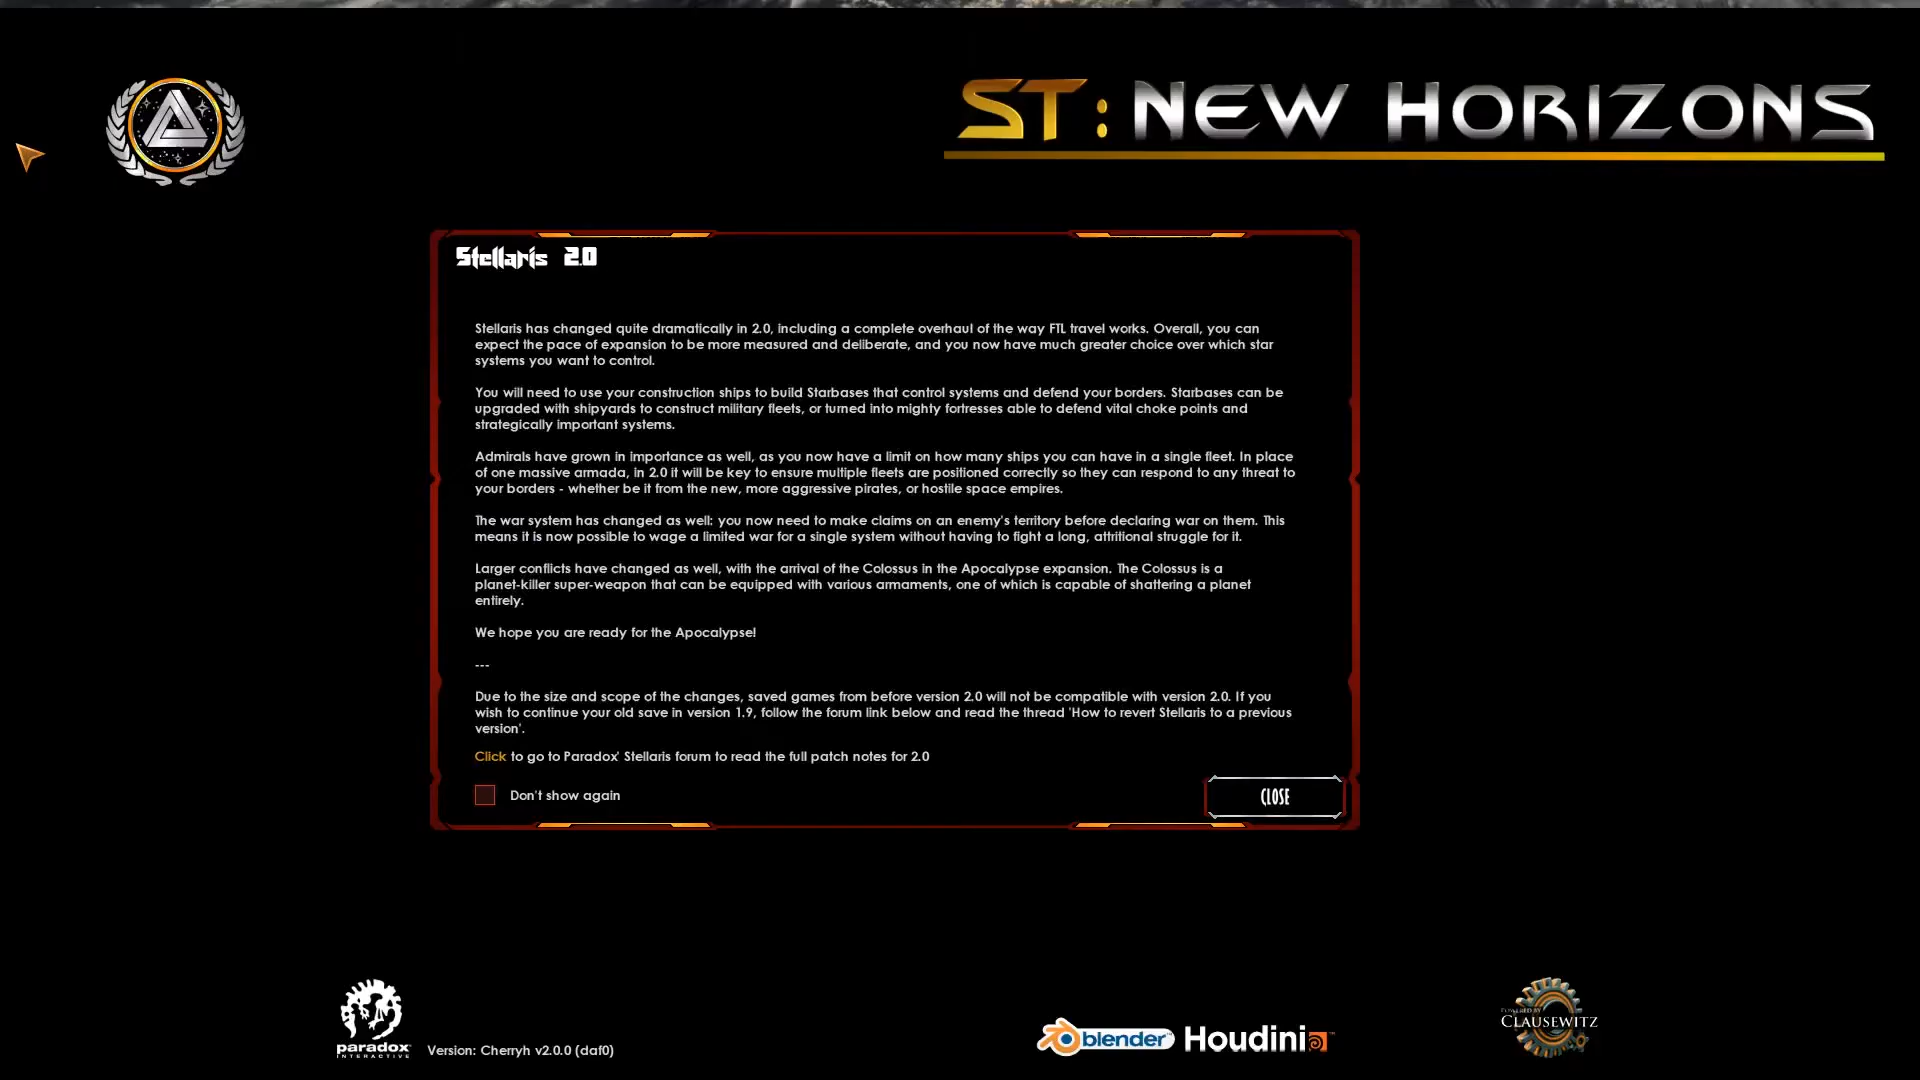 ST: NEW HORIZONS
Stellaris 2.0
Stellaris has changed quite dramatically in 2.0, including a complete overhaul of the way FTL travel works. Overall, you can
expect the pace of expansion to be more measured and deliberate, and you now have much greater choice over which star
systems you want to control.
You will need to use your construction ships to build Starbases that control systems and defend your borders. Starbases can be
upgraded with shipyards to construct military fleets, or turned into mighty fortresses able to defend vital choke points and
strategically important systems.
Admirals have grown in importance as well, as you now have a limit on how many ships you can have in a single fleet. In place
of one massive armada, in 2.0 it will be key to ensure multiple fleets are positioned correctly so they can respond to any threat to
your borders - whether be it from the new, more aggressive pirates, or hostile space empires.
The war system has changed as well: you now need to make claims on an enemy's territory before declaring war on them. This
means it is now possible to wage a limited war for a single system without having to fight a long, attritional struggle for it.
Larger conflicts have changed as well, with the arrival of the Colossus in the Apocalypse expansion. The Colossus is a
planet-killer super-weapon that can be equipped with various armaments, one of which is capable of shattering a planet
entirely.
We hope you are ready for the Apocalypse!
---
Due to the size and scope of the changes, saved games from before version 2.0 will not be compatible with version 2.0. If you
wish to continue your old save in version 1.9, follow the forum link below and read the thread 'How to revert Stellaris to a previous
version'.
Click to go to Paradox' Stellaris forum to read the full patch notes for 2.0
Don't show again
CLOSE
paradox
INTERACTIVE
Version: Cherryh v2.0.0 (daf0)
blender™
Houdini™
POWERED BY
CLAUSEWITZ